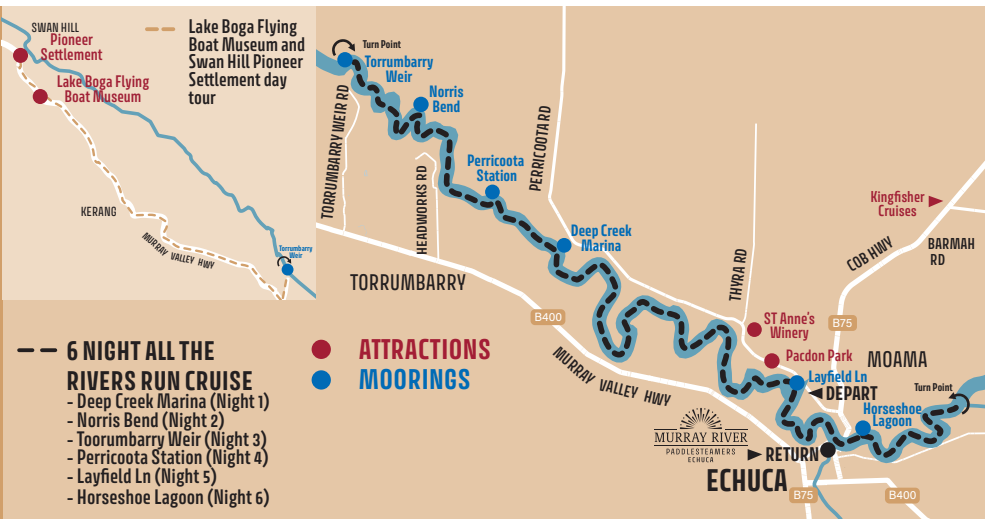 SWAN HILL
Pioneer
Settlement
Lake Boga Flying
Boat Museum
KERANG
MURRAY VALLEY HWY
Torrumbarry
Weir
Lake Boga Flying
Boat Museum and
Swan Hill Pioneer
Settlement day
tour
Turn Point
Torrumbarry
Weir
Norris
Bend
TORRUMBARRY WEIR RD
HEADWORKS RD
Perricoota
Station
PERRICOOTA RD
Deep Creek
Marina
TORRUMBARRY
B400
MURRAY VALLEY HWY
THYRA RD
Kingfisher
Cruises
COB HWY
BARMAH
RD
ST Anne's
Winery
B75
Pacdon Park
MOAMA
Layfield Ln
DEPART
Turn Point
Horseshoe
Lagoon
MURRAY RIVER
PADDLESTEAMERS
ECHUCA
RETURN
ECHUCA
B75
B400
6 NIGHT ALL THE
RIVERS RUN CRUISE
- Deep Creek Marina (Night 1)
- Norris Bend (Night 2)
- Toorumbarry Weir (Night 3)
- Perricoota Station (Night 4)
- Layfield Ln (Night 5)
- Horseshoe Lagoon (Night 6)
ATTRACTIONS
MOORINGS